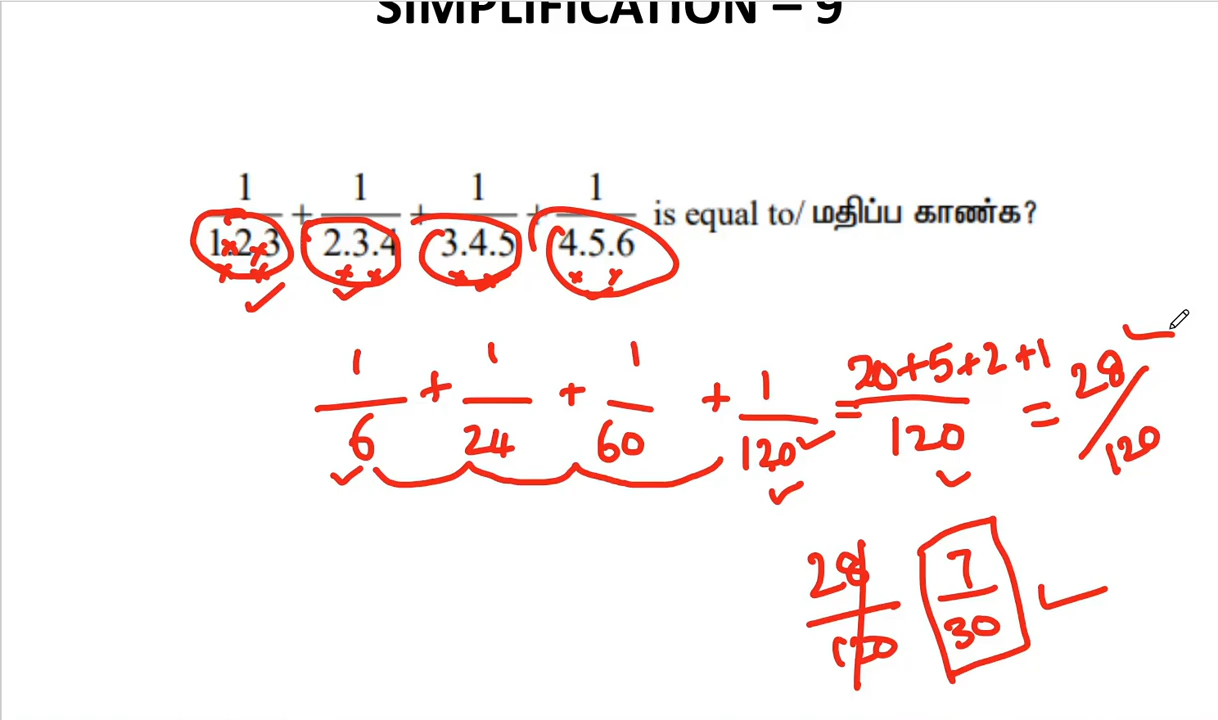 SIMPLIFICATION – 9
1/1.2.3 + 1/2.3.4 + 1/3.4.5 + 1/4.5.6 is equal to/ மதிப்ப காண்க?
1/6 + 1/24 + 1/60 + 1/120 = 20+5+2+1/120 = 28/120
28/120 7/30